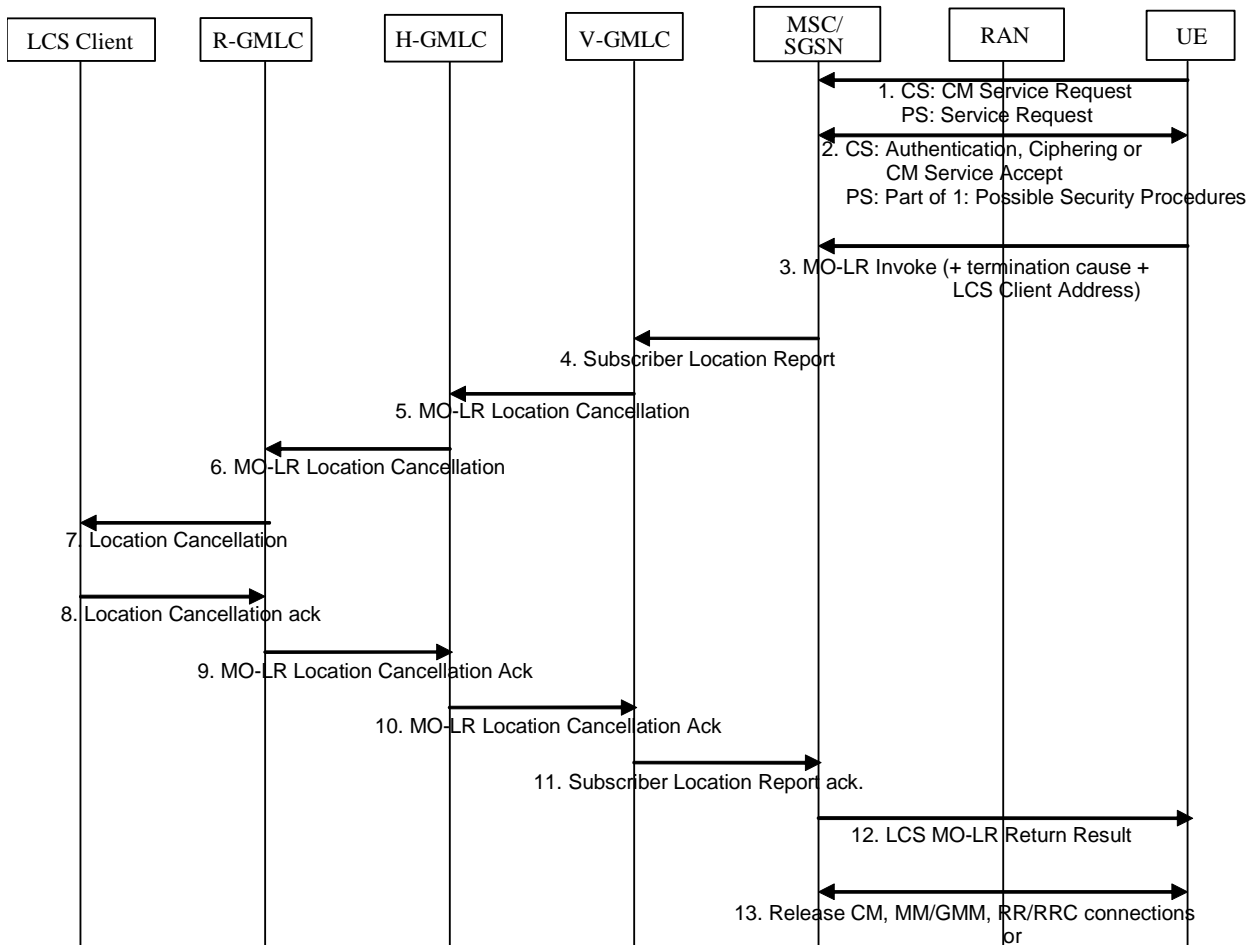 LCS Client
R-GMLC
H-GMLC
V-GMLC
MSC/
SGSN
RAN
UE
1. CS: CM Service Request
PS: Service Request
2. CS: Authentication, Ciphering or
CM Service Accept
PS: Part of 1: Possible Security Procedures
3. MO-LR Invoke (+ termination cause +
LCS Client Address)
4. Subscriber Location Report
5. MO-LR Location Cancellation
6. MO-LR Location Cancellation
7. Location Cancellation
8. Location Cancellation ack
9. MO-LR Location Cancellation Ack
10. MO-LR Location Cancellation Ack
11. Subscriber Location Report ack.
12. LCS MO-LR Return Result
13. Release CM, MM/GMM, RR/RRC connections
or